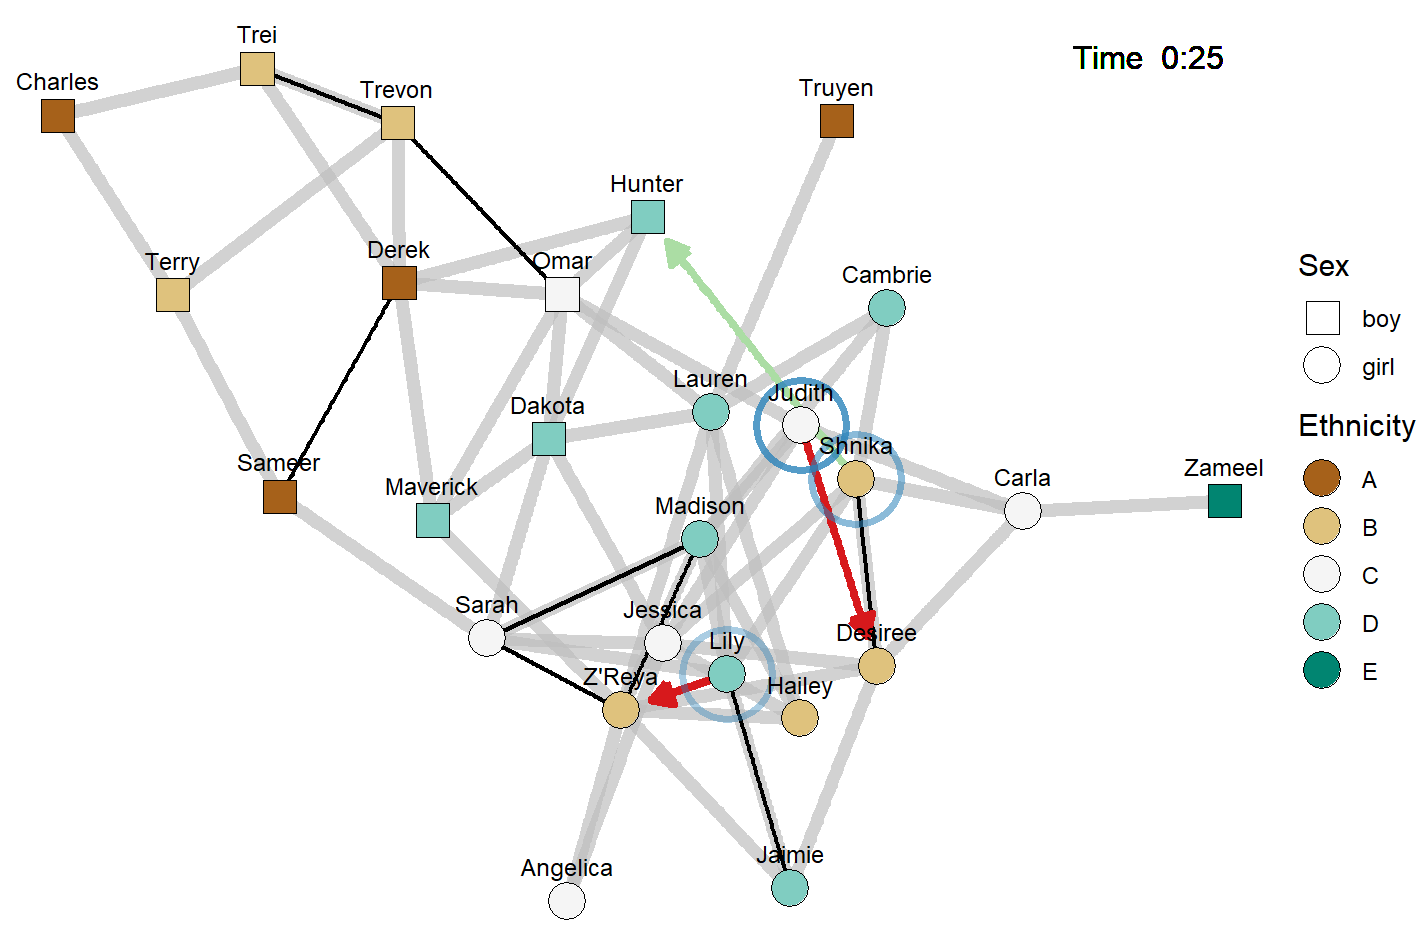 Trei
Time 0:25
Charles
Trevon
Truyen
Hunter
Terry
Derek
Omar
Cambrie
Sex
boy
girl
Lauren
Judith
Dakota
Shnika
Ethnicity
Sameer
Maverick
Carla
Zameel
A
Madison
B
C
Sarah
Jessica
Lily
Desiree
D
Z'Reya
Hailey
E
Jaimie
Angelica